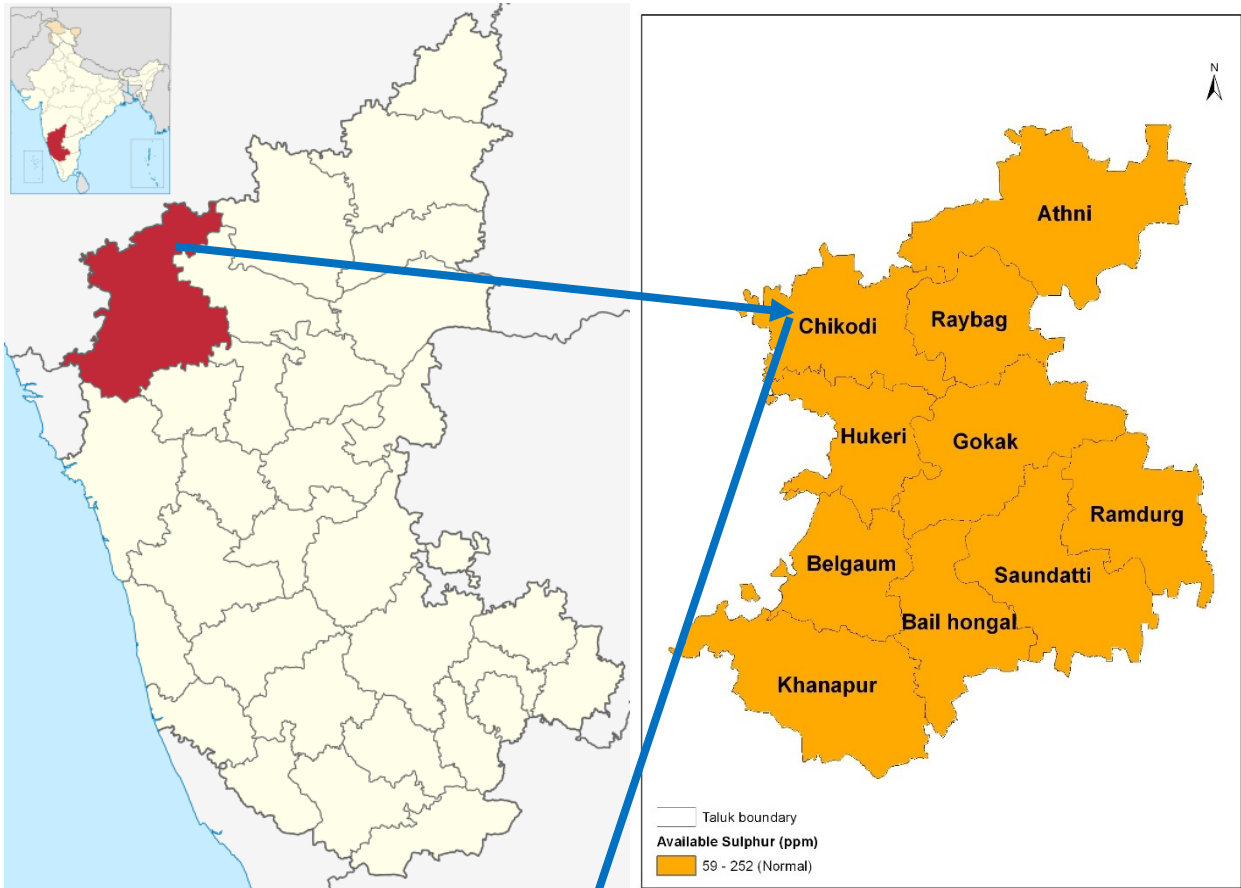 N
Athni
Chikodi
Raybag
Hukeri
Gokak
Ramdurg
Belgaum
Saundatti
Bail hongal
Khanapur
Taluk boundary
Available Sulphur (ppm)
59 - 252 (Normal)